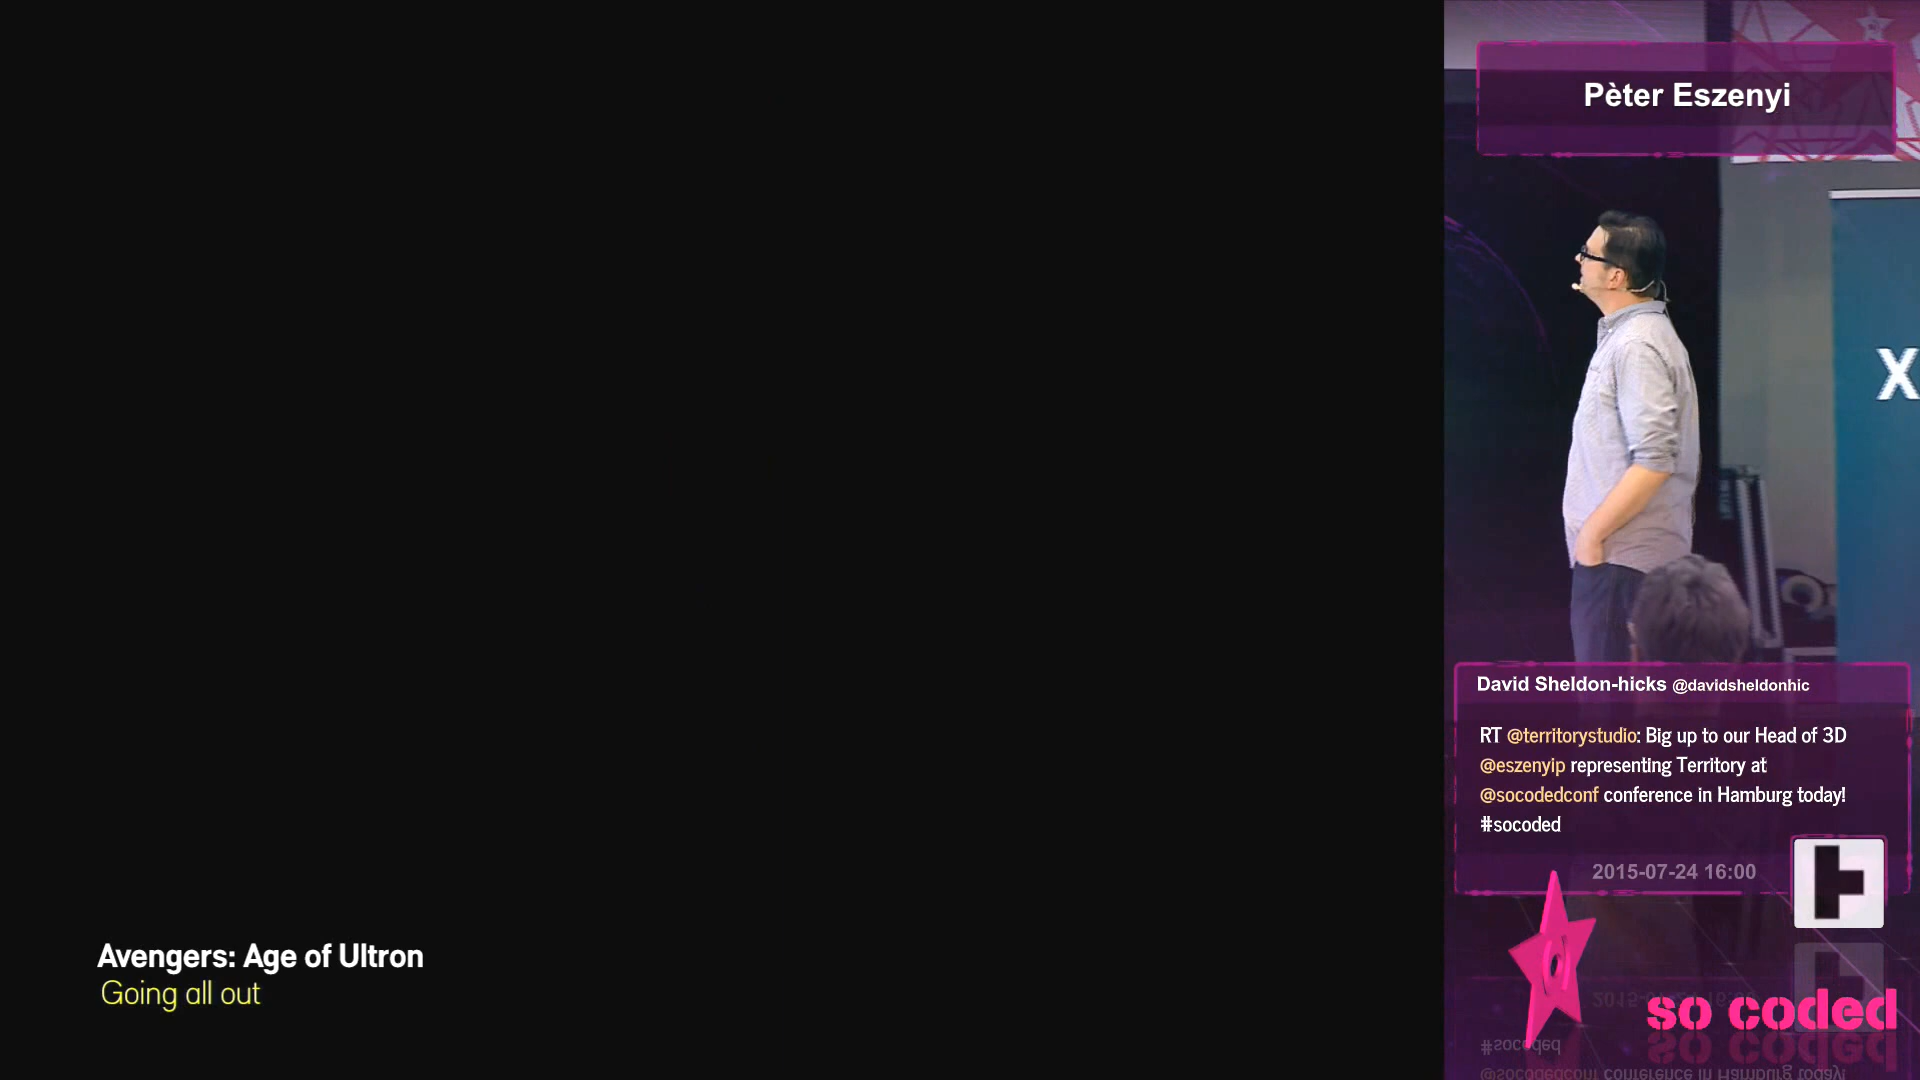 Pèter Eszenyi
X
David Sheldon-hicks @davidsheldonhic
RT @territorystudio: Big up to our Head of 3D
@eszenyip representing Territory at
@socodedconf conference in Hamburg today!
#socoded
2015-07-24 16:00
Avengers: Age of Ultron
Going all out
so coded